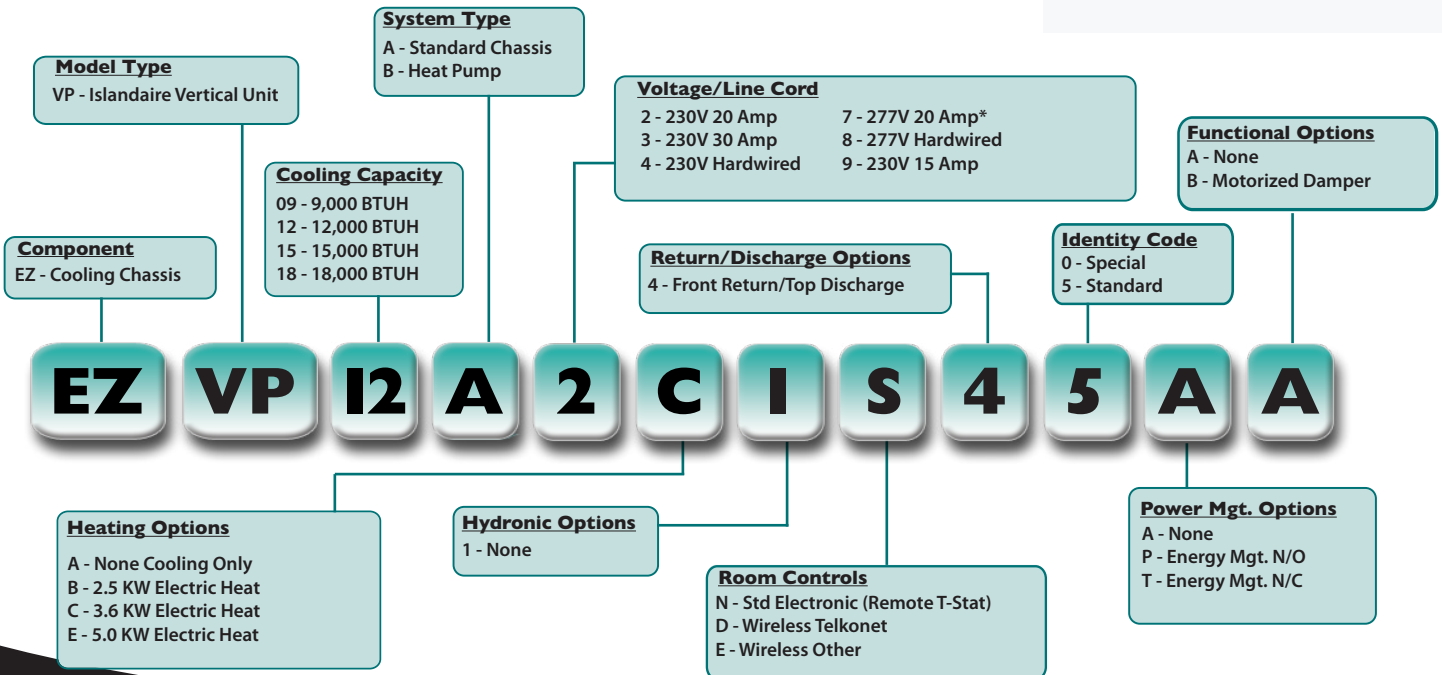 System Type
A - Standard Chassis
B - Heat Pump
Model Type
VP - Islandaire Vertical Unit
Voltage/Line Cord
2 - 230V 20 Amp
3 - 230V 30 Amp
4 - 230V Hardwired
7 - 277V 20 Amp*
8 - 277V Hardwired
9 - 230V 15 Amp
Functional Options
A - None
B - Motorized Damper
Cooling Capacity
09 - 9,000 BTUH
12 - 12,000 BTUH
15 - 15,000 BTUH
18 - 18,000 BTUH
Component
EZ - Cooling Chassis
Return/Discharge Options
4 - Front Return/Top Discharge
Identity Code
0 - Special
5 - Standard
EZ VP 12 A 2 C 1 S 4 5 A A
Heating Options
A - None Cooling Only
B - 2.5 KW Electric Heat
C - 3.6 KW Electric Heat
E - 5.0 KW Electric Heat
Hydronic Options
1 - None
Room Controls
N - Std Electronic (Remote T-Stat)
D - Wireless Telkonet
E - Wireless Other
Power Mgt. Options
A - None
P - Energy Mgt. N/O
T - Energy Mgt. N/C